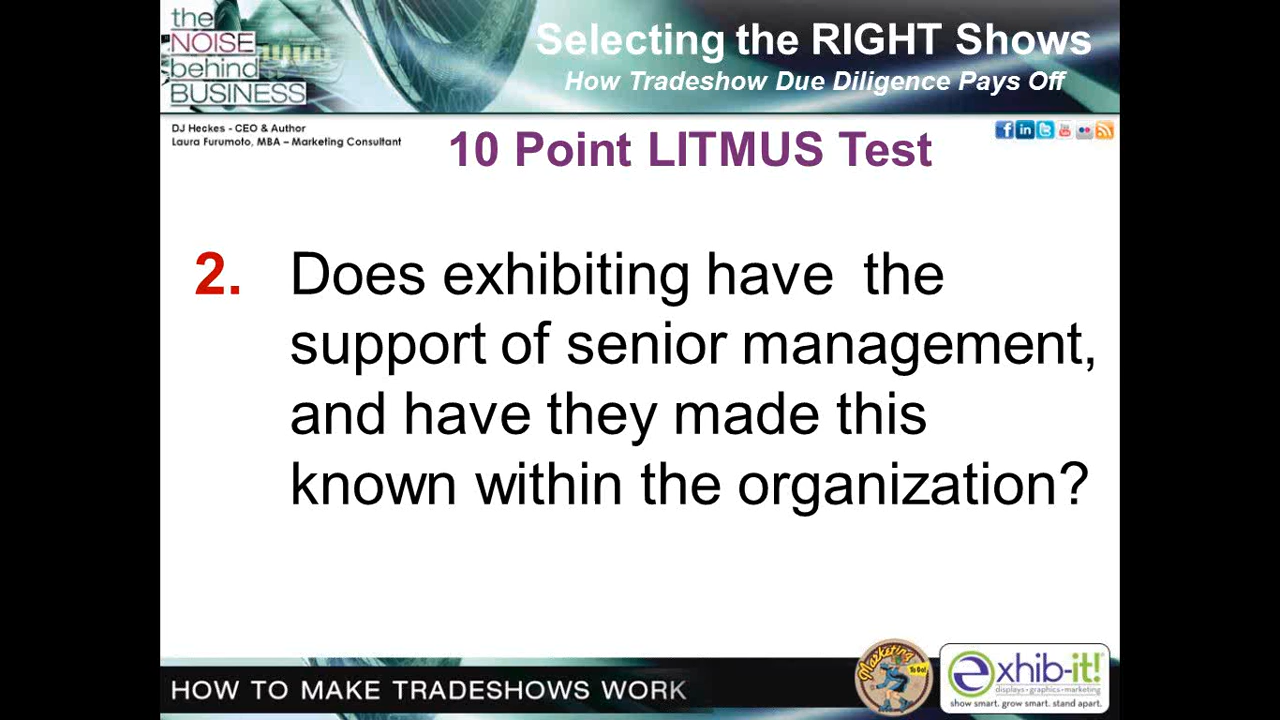 the
NOISE
behind
BUSINESS
Selecting the RIGHT Shows
How Tradeshow Due Diligence Pays Off
DJ Heckes - CEO & Author
Laura Furumoto, MBA – Marketing Consultant
10 Point LITMUS Test
2. Does exhibiting have the
support of senior management,
and have they made this
known within the organization?
HOW TO MAKE TRADESHOWS WORK
Marketing
To Go!
exhib-it!
displays • graphics • marketing
show smart. grow smart. stand apart.